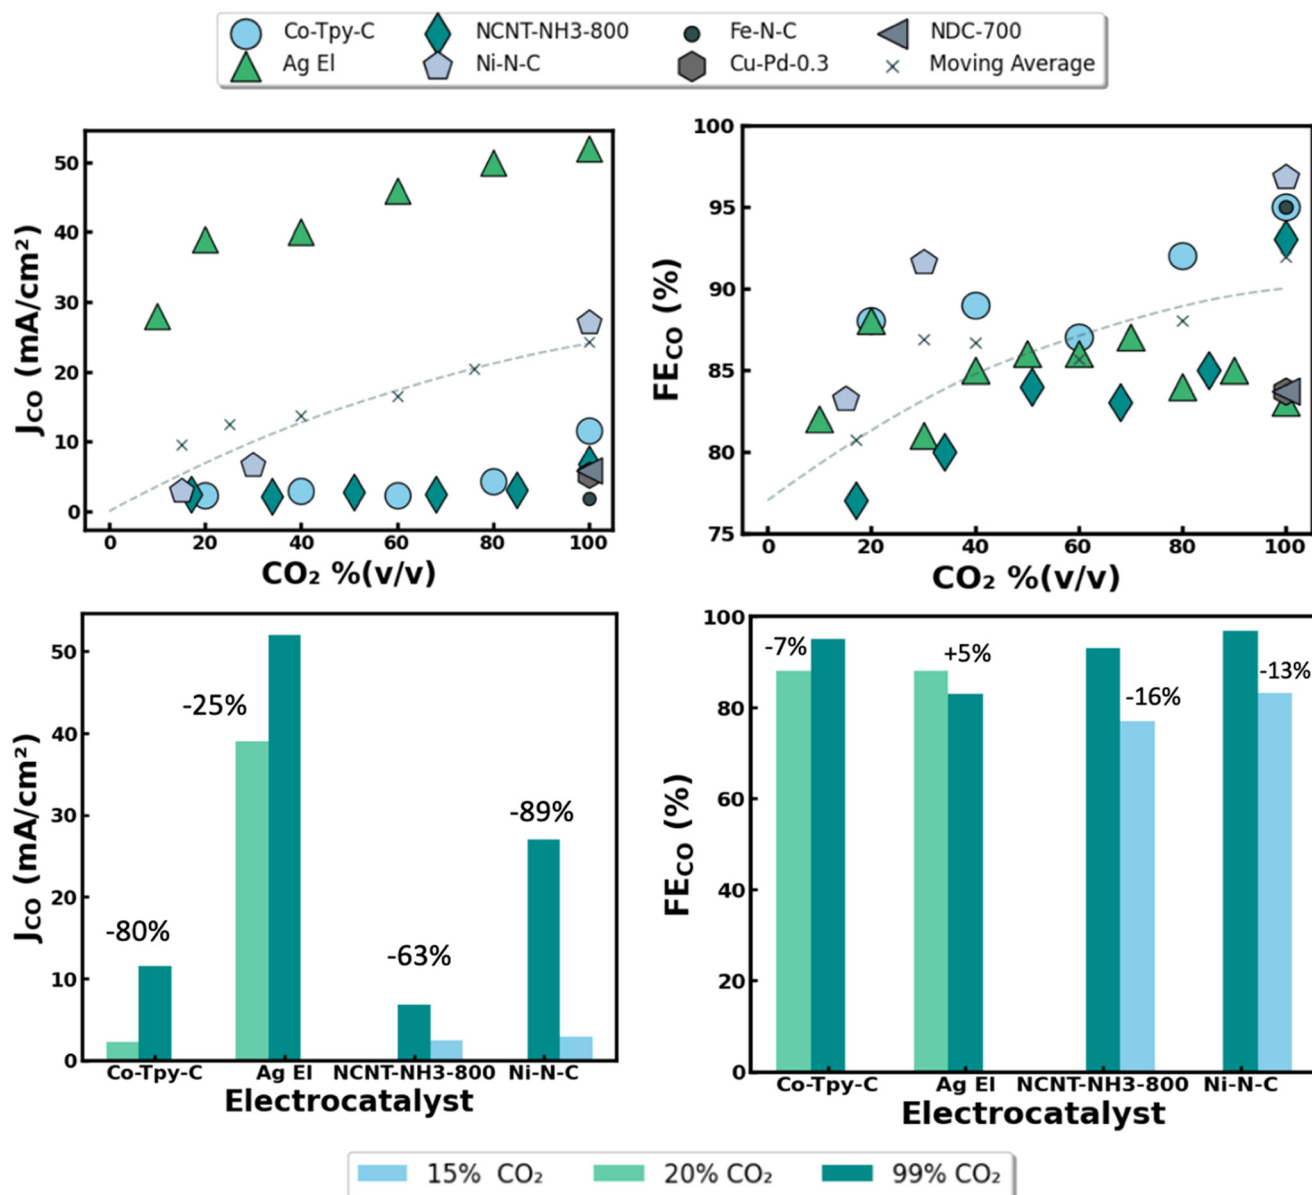 Co-Tpy-C NCNT-NH3-800 Fe-N-C NDC-700
Ag El Ni-N-C Cu-Pd-0.3 Moving Average
50
40
30
20
10
0
J_CO (mA/cm²)
0 20 40 60 80 100
CO₂ %(v/v)
100
95
90
85
80
75
FE_CO (%)
0 20 40 60 80 100
CO₂ %(v/v)
50
40
30
20
10
0
J_CO (mA/cm²)
-80%
-25%
-63%
-89%
Co-Tpy-C Ag El NCNT-NH3-800 Ni-N-C
Electrocatalyst
100
80
60
40
20
0
FE_CO (%)
-7%
+5%
-16%
-13%
Co-Tpy-C Ag El NCNT-NH3-800 Ni-N-C
Electrocatalyst
15% CO₂ 20% CO₂ 99% CO₂